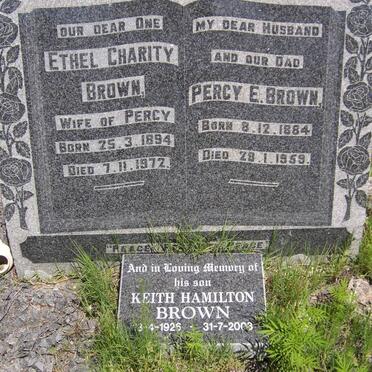 Our Dear One
Ethel Charity
Brown.
Wife of Percy
Born 25.3.1894
Died 7.11.1972.
My Dear Husband
and our Dad
Percy E. Brown.
Born 8.12.1884
Died 29.1.1959.
And in Loving Memory of
his son
KEITH HAMILTON
BROWN
31-7-2003